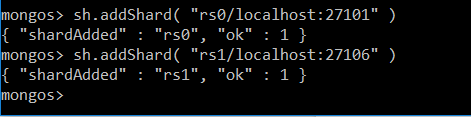 mongos> sh.addShard( "rs0/localhost:27101" )
{ "shardAdded" : "rs0", "ok" : 1 }
mongos> sh.addShard( "rs1/localhost:27106" )
{ "shardAdded" : "rs1", "ok" : 1 }
mongos>